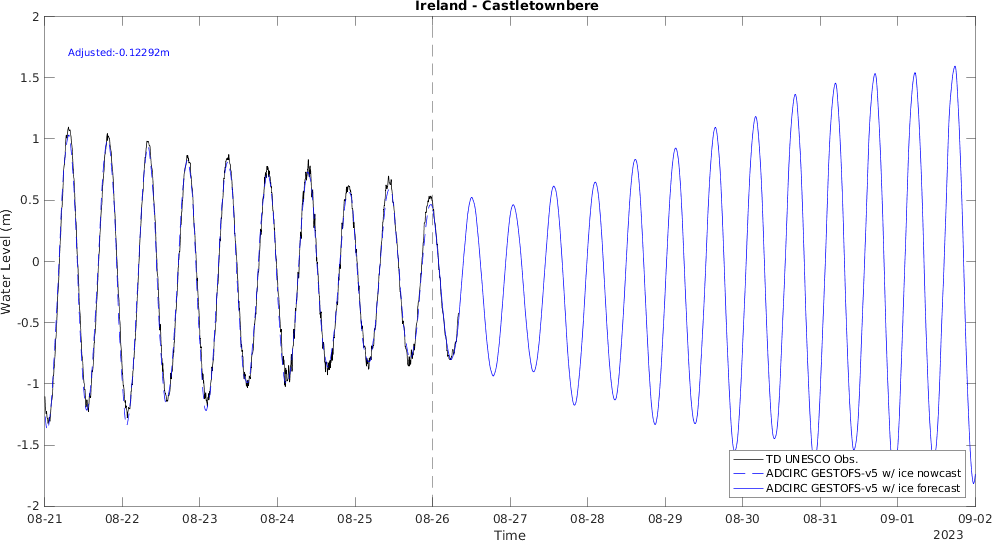 Ireland - Castletownbere
Adjusted:-0.12292m
2
1.5
1
0.5
0
-0.5
-1
-1.5
-2
Water Level (m)
TD UNESCO Obs.
ADCIRC GESTOFS-v5 w/ ice nowcast
ADCIRC GESTOFS-v5 w/ ice forecast
08-21 08-22 08-23 08-24 08-25 08-26 08-27 08-28 08-29 08-30 08-31 09-01 09-02
Time
2023